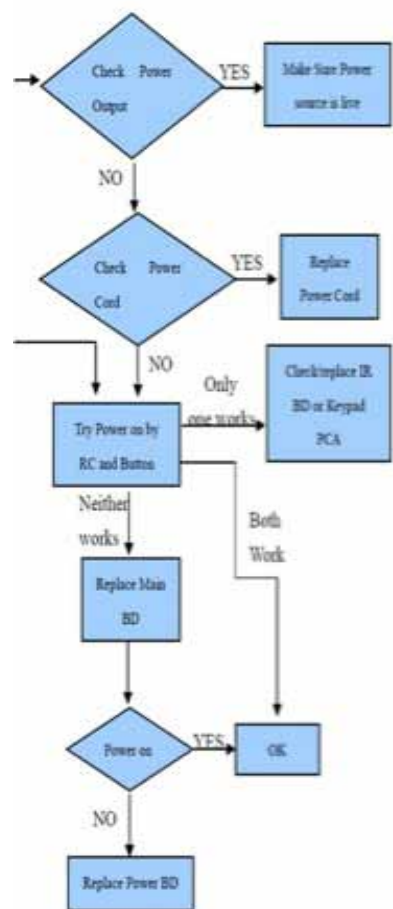 Check Power
Output
YES
Make Sure Power
source is live
NO
Check Power
Cord
YES
Replace
Power Cord
NO
Only
one works
Check/replace IR
BD or Keypad
PCA
Try Power on by
RC and Button
Neither
works
Both
Work
Replace Main
BD
Power on
YES
OK
NO
Replace Power BD